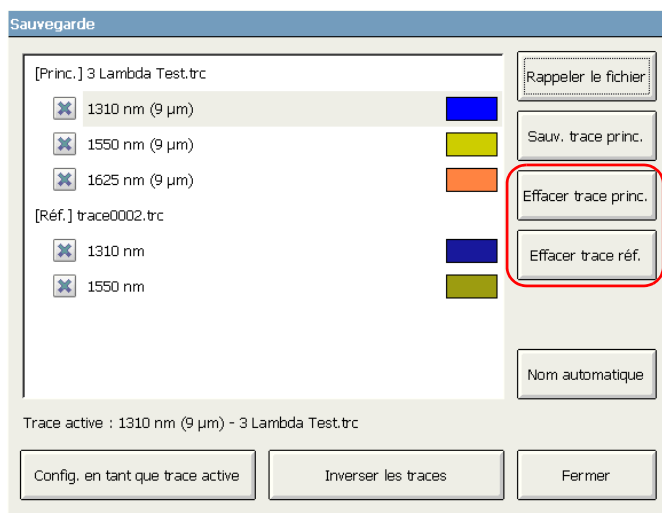 Sauvegarde
[Princ.] 3 Lambda Test.trc
1310 nm (9 µm)
1550 nm (9 µm)
1625 nm (9 µm)
[Réf.] trace0002.trc
1310 nm
1550 nm
Rappeler le fichier
Sauv. trace princ.
Effacer trace princ.
Effacer trace réf.
Nom automatique
Trace active : 1310 nm (9 µm) - 3 Lambda Test.trc
Config. en tant que trace active
Inverser les traces
Fermer